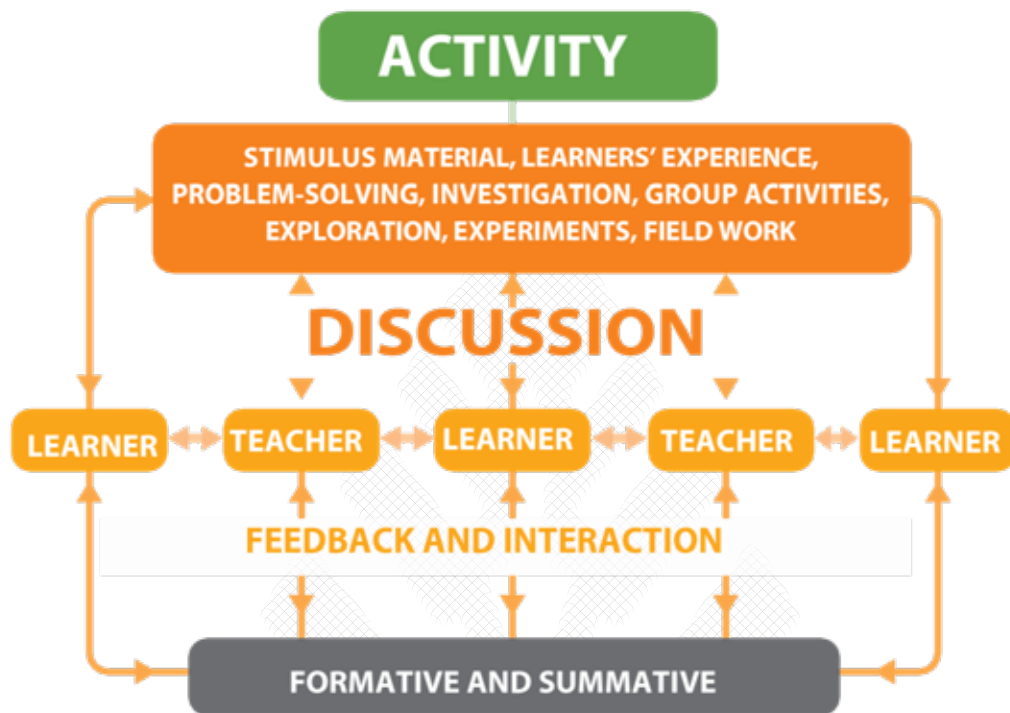 ACTIVITY
STIMULUS MATERIAL, LEARNERS’ EXPERIENCE,
PROBLEM-SOLVING, INVESTIGATION, GROUP ACTIVITIES,
EXPLORATION, EXPERIMENTS, FIELD WORK
DISCUSSION
LEARNER
TEACHER
LEARNER
TEACHER
LEARNER
FEEDBACK AND INTERACTION
FORMATIVE AND SUMMATIVE